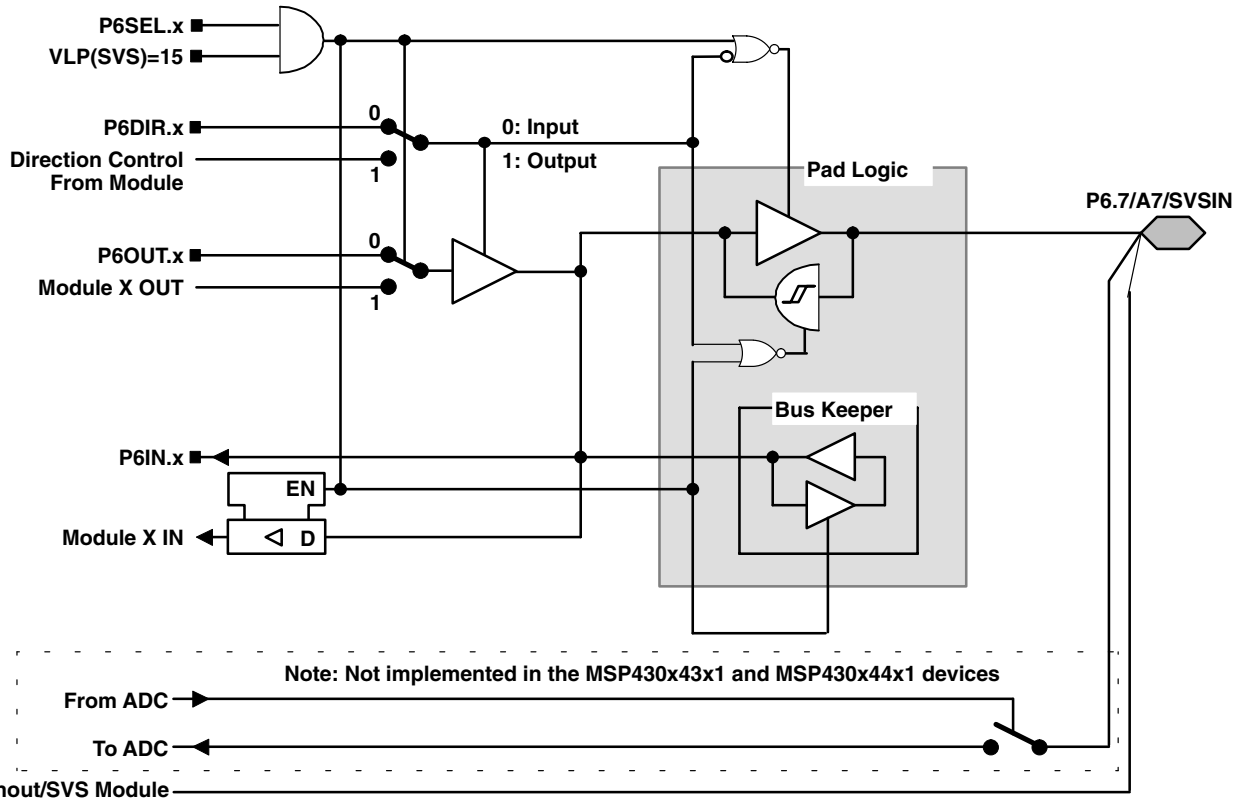 P6SEL.x
VLP(SVS)=15
P6DIR.x
0
0: Input
Direction Control
From Module
1
1: Output
Pad Logic
P6.7/A7/SVSIN
P6OUT.x
0
Module X OUT
1
Bus Keeper
P6IN.x
EN
Module X IN
D
Note: Not implemented in the MSP430x43x1 and MSP430x44x1 devices
From ADC
To ADC
nout/SVS Module